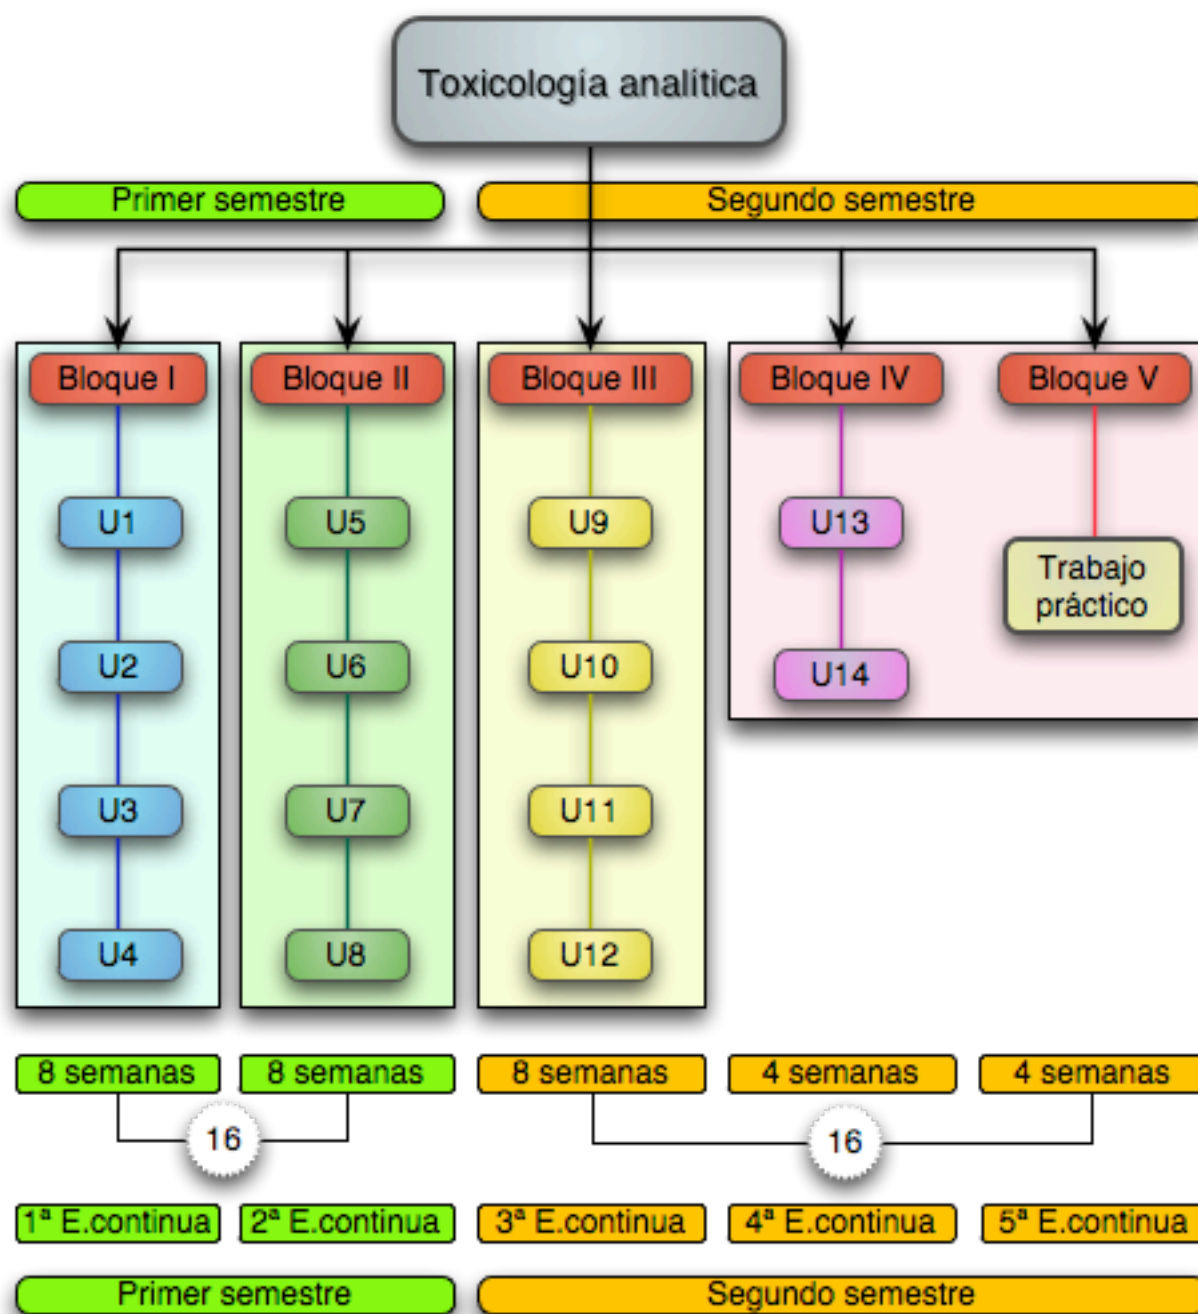 Toxicología analítica
Primer semestre
Segundo semestre
Bloque I
Bloque II
Bloque III
Bloque IV
Bloque V
U1
U5
U9
U13
Trabajo
práctico
U2
U6
U10
U14
U3
U7
U11
U4
U8
U12
8 semanas
8 semanas
8 semanas
4 semanas
4 semanas
16
16
1ª E.continua
2ª E.continua
3ª E.continua
4ª E.continua
5ª E.continua
Primer semestre
Segundo semestre